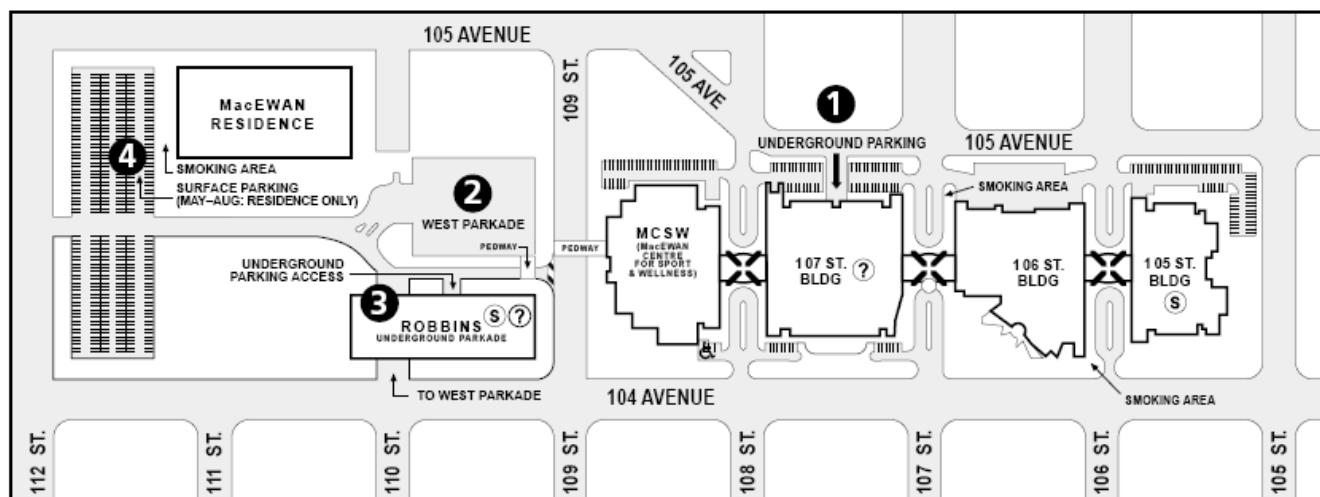 105 AVENUE
109 ST.
105 AVE
1
UNDERGROUND PARKING
105 AVENUE
MacEWAN
RESIDENCE
4
SMOKING AREA
SURFACE PARKING
(MAY–AUG: RESIDENCE ONLY)
2
WEST PARKADE
PEDWAY
PEDWAY
UNDERGROUND
PARKING ACCESS
3
ROBBINS
UNDERGROUND PARKADE
S
?
TO WEST PARKADE
MCSW
(MacEWAN
CENTRE
FOR SPORT
& WELLNESS)
107 ST.
BLDG
?
SMOKING AREA
106 ST.
BLDG
105 ST.
BLDG
S
104 AVENUE
SMOKING AREA
112 ST.
111 ST.
110 ST.
109 ST.
108 ST.
107 ST.
106 ST.
105 ST.